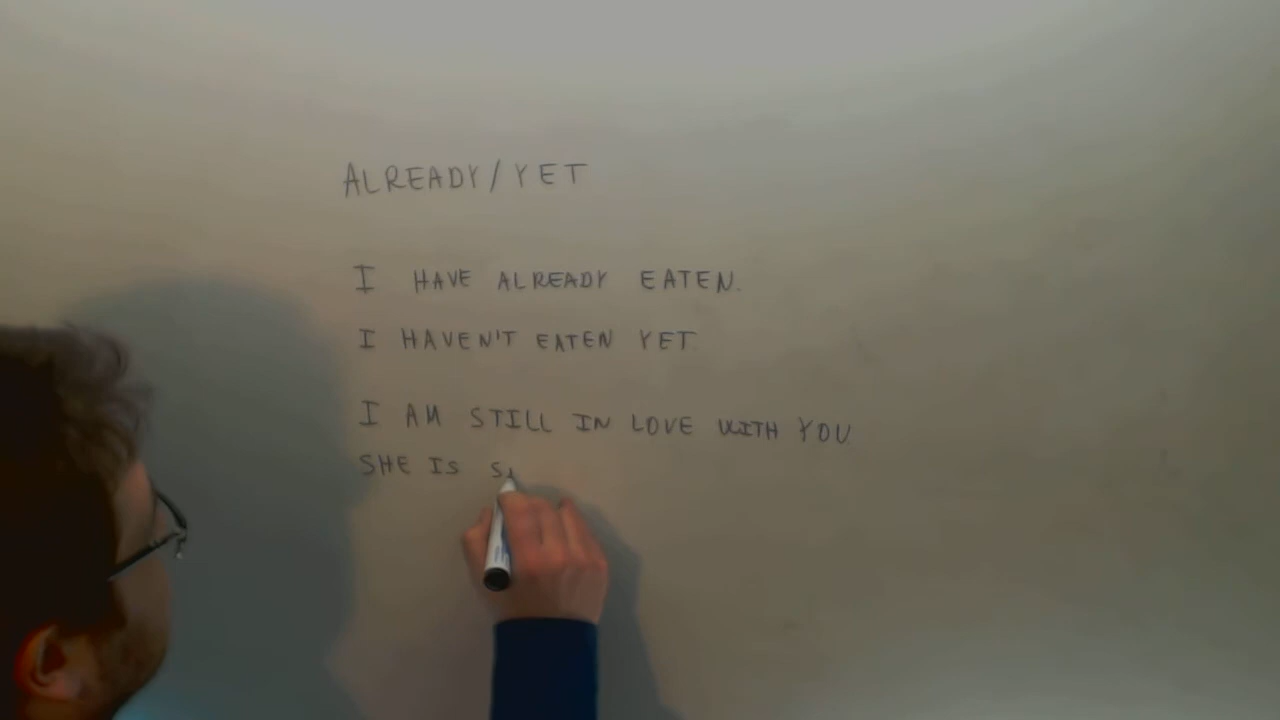 ALREADY/YET
I HAVE ALREADY EATEN.
I HAVEN'T EATEN YET
I AM STILL IN LOVE WITH YOU
SHE IS